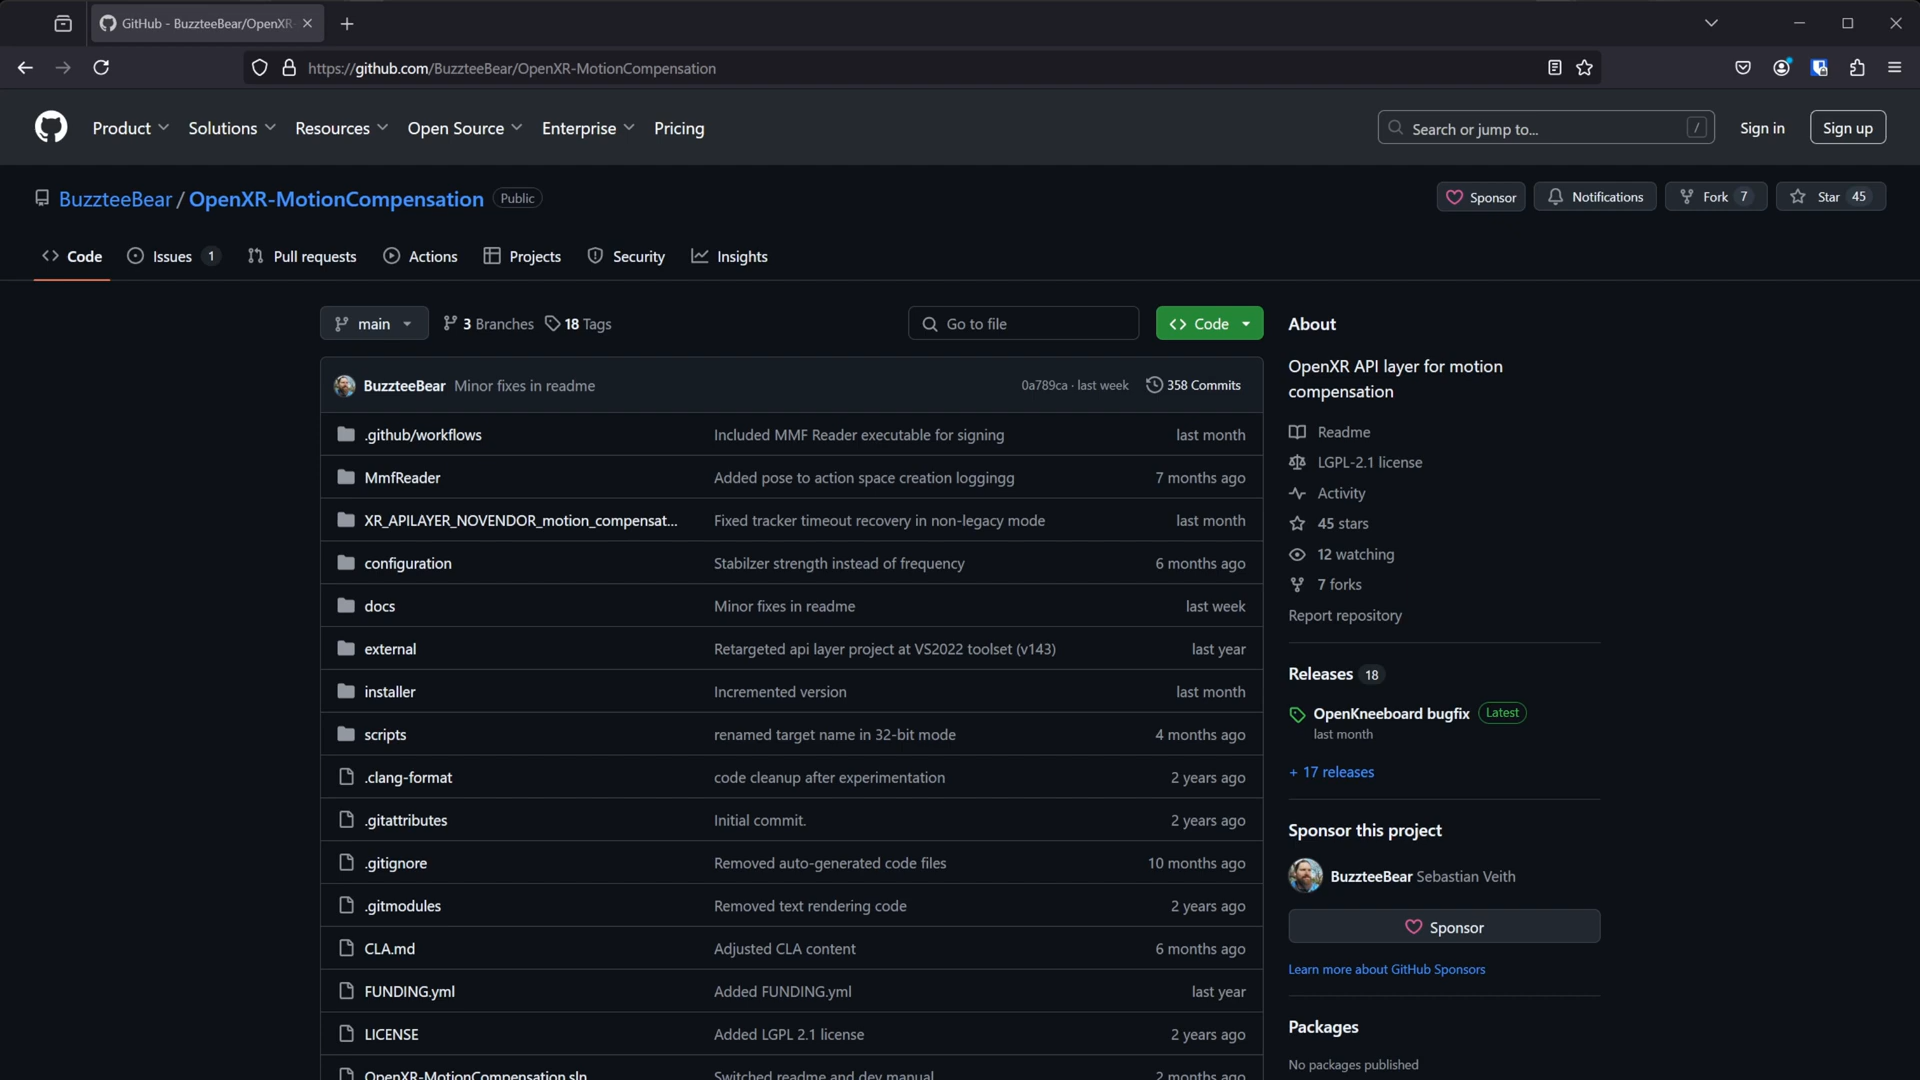 GitHub - BuzzteeBear/OpenXR-
https://github.com/BuzzteeBear/OpenXR-MotionCompensation
Product Solutions Resources Open Source Enterprise Pricing
Search or jump to... /
Sign in
Sign up
BuzzteeBear / OpenXR-MotionCompensation Public
Sponsor
Notifications
Fork 7
Star 45
Code
Issues 1
Pull requests
Actions
Projects
Security
Insights
main
3 Branches
18 Tags
Go to file
Code
BuzzteeBear Minor fixes in readme 0a789ca · last week 358 Commits
.github/workflows Included MMF Reader executable for signing last month
MmfReader Added pose to action space creation loggingg 7 months ago
XR_APILAYER_NOVENDOR_motion_compensat... Fixed tracker timeout recovery in non-legacy mode last month
configuration Stabilzer strength instead of frequency 6 months ago
docs Minor fixes in readme last week
external Retargeted api layer project at VS2022 toolset (v143) last year
installer Incremented version last month
scripts renamed target name in 32-bit mode 4 months ago
.clang-format code cleanup after experimentation 2 years ago
.gitattributes Initial commit. 2 years ago
.gitignore Removed auto-generated code files 10 months ago
.gitmodules Removed text rendering code 2 years ago
CLA.md Adjusted CLA content 6 months ago
FUNDING.yml Added FUNDING.yml last year
LICENSE Added LGPL 2.1 license 2 years ago
OpenXR-MotionCompensation.sln Switched readme and dev manual 2 months ago
About
OpenXR API layer for motion
compensation
Readme
LGPL-2.1 license
Activity
45 stars
12 watching
7 forks
Report repository
Releases 18
OpenKneeboard bugfix Latest
last month
+ 17 releases
Sponsor this project
BuzzteeBear Sebastian Veith
Sponsor
Learn more about GitHub Sponsors
Packages
No packages published